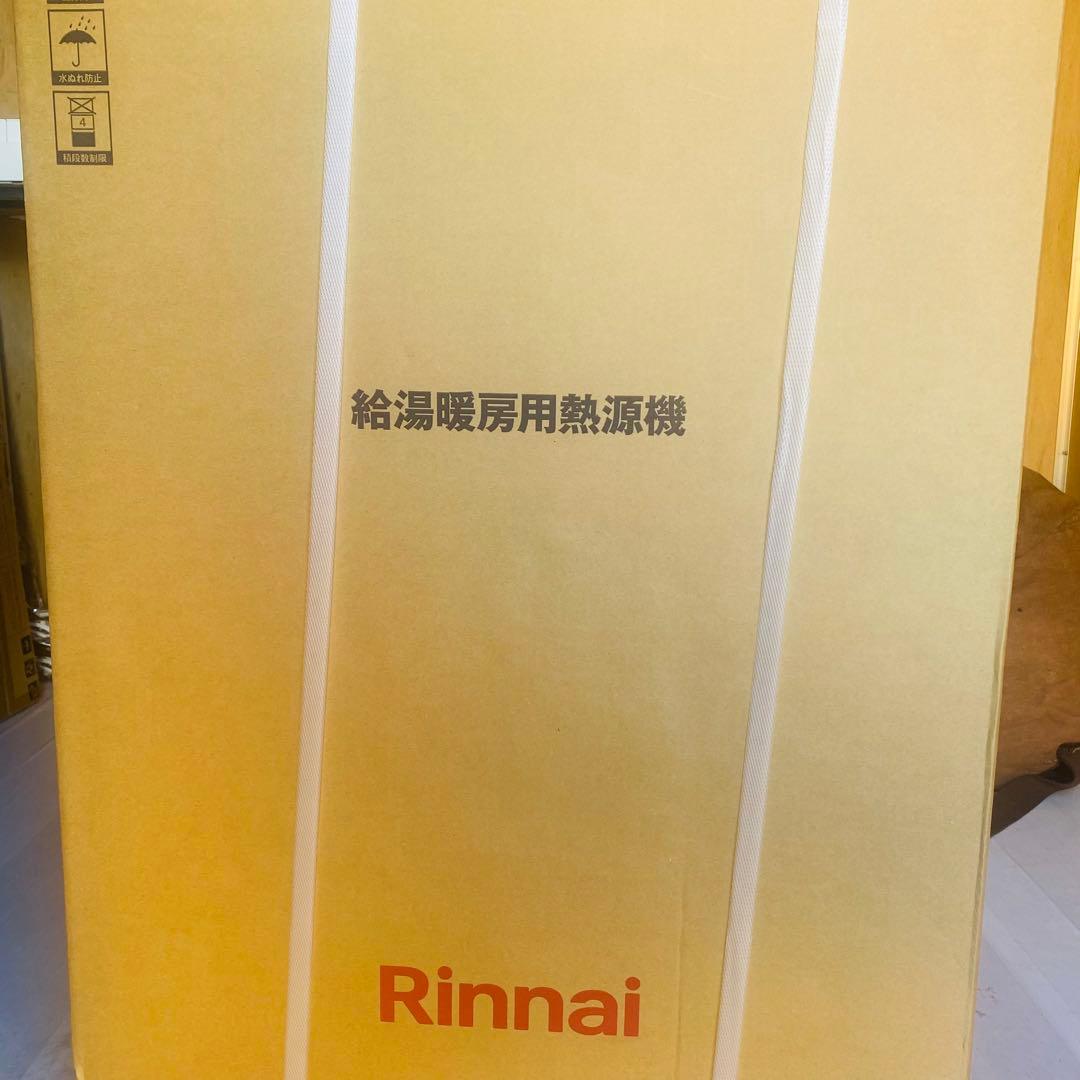 水ぬれ防止
4
積段数制限
給湯暖房用熱源機
Rinnai